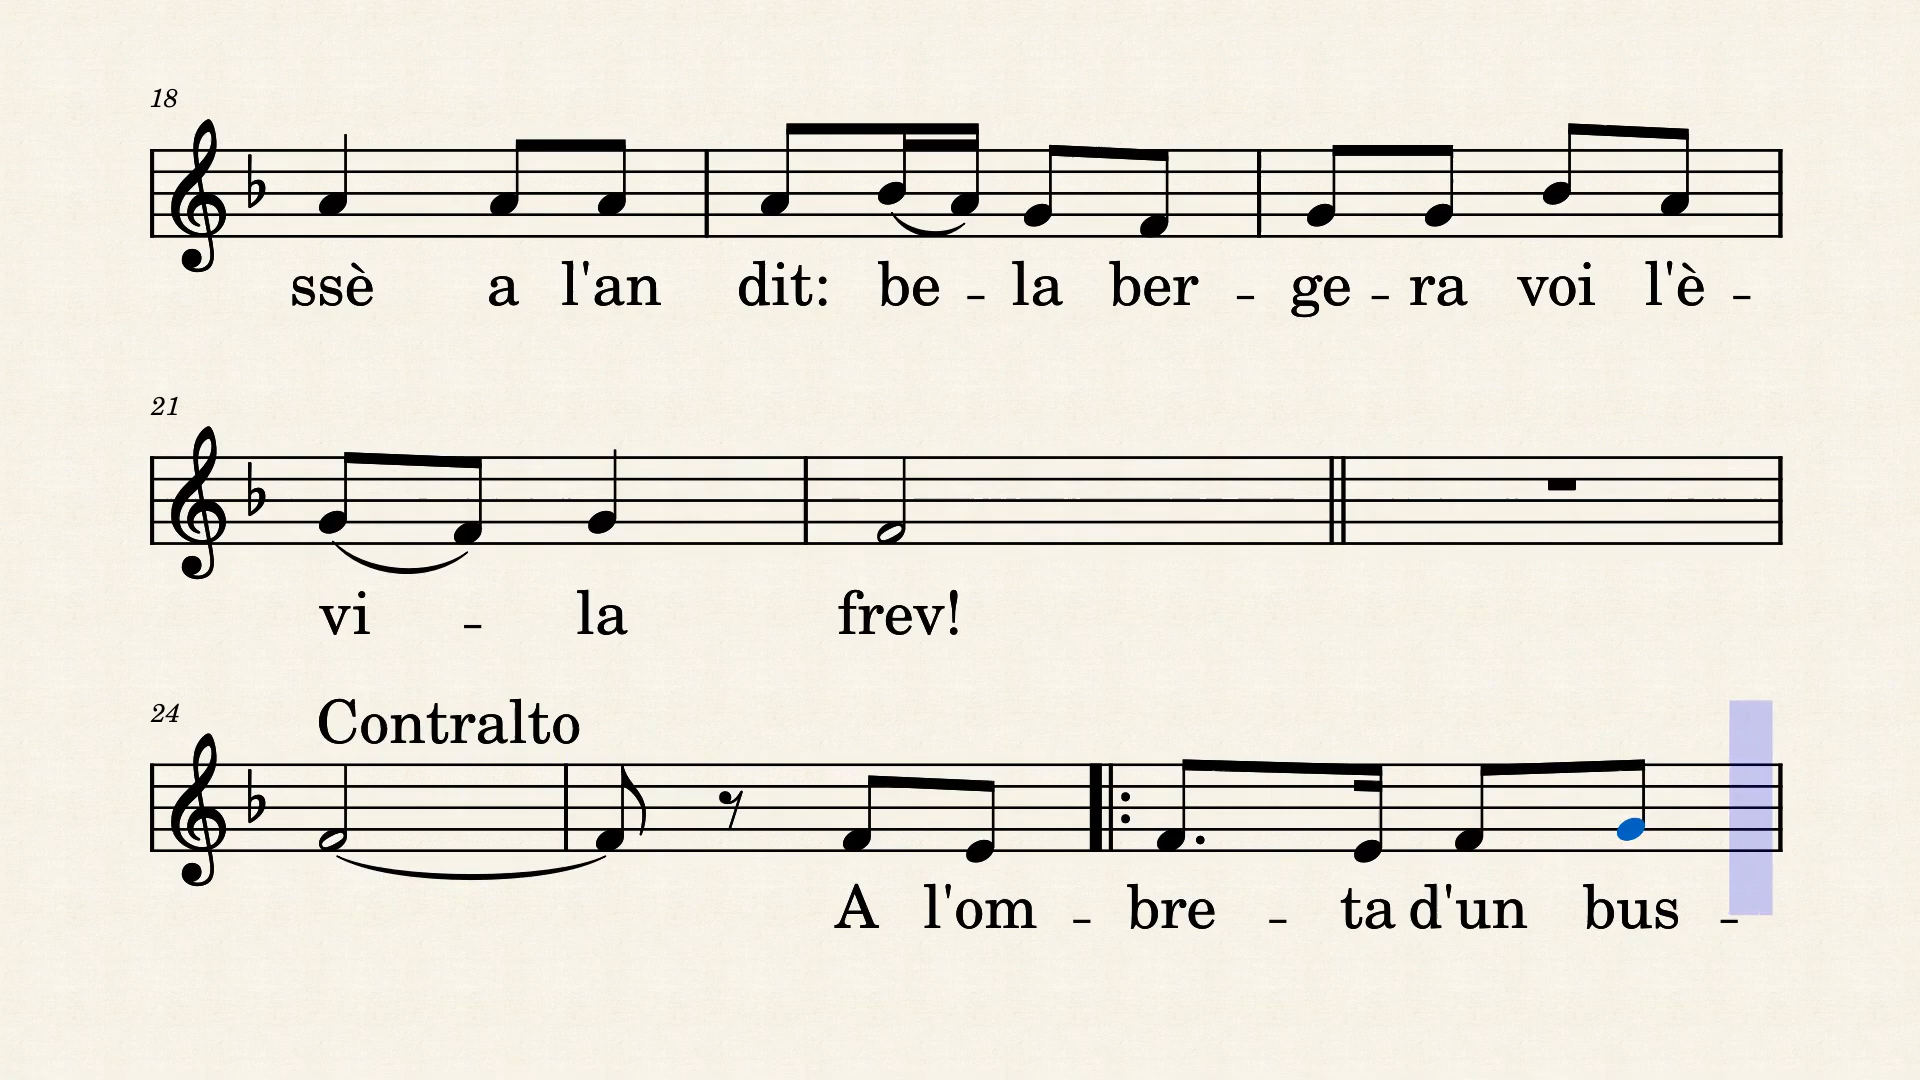 18
ssè a l'an dit: be - la ber - ge - ra voi l'è -
21
vi - la frev!
24 Contralto
A l'om - bre - ta d'un bus -